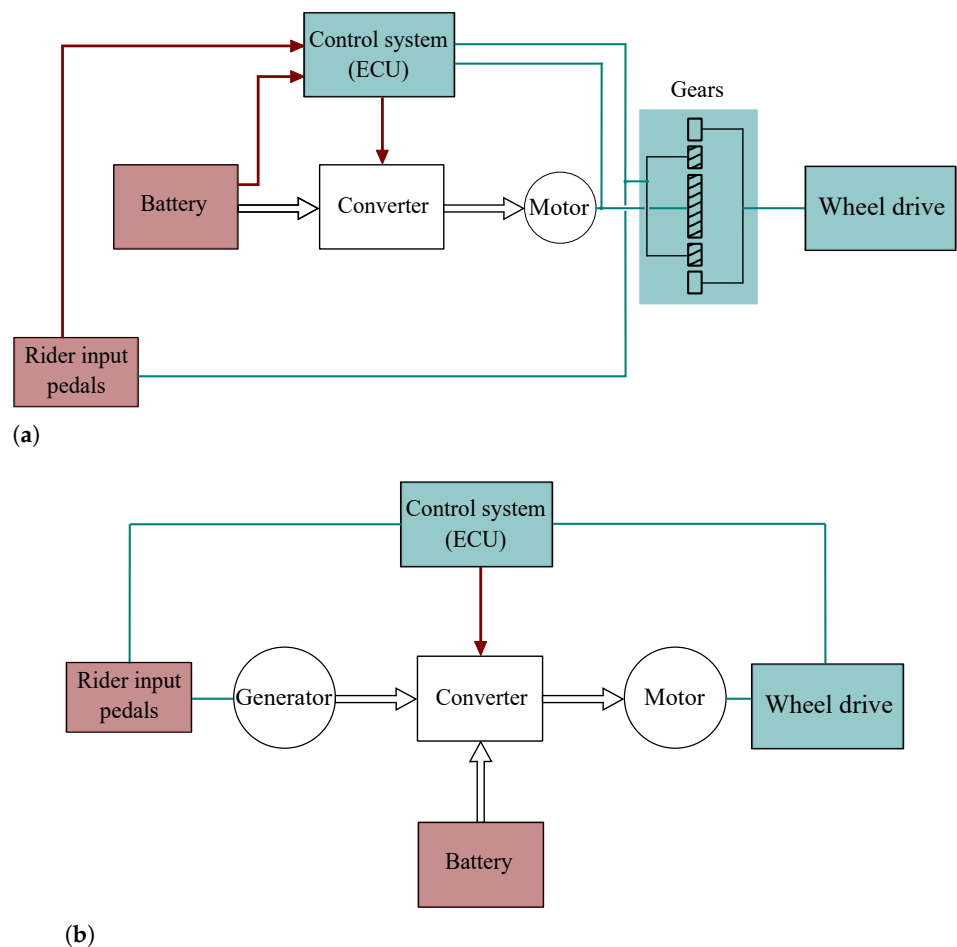 Control system
(ECU)
Gears
Battery
Converter
Motor
Wheel drive
Rider input
pedals
(a)
Control system
(ECU)
Rider input
pedals
Generator
Converter
Motor
Wheel drive
Battery
(b)